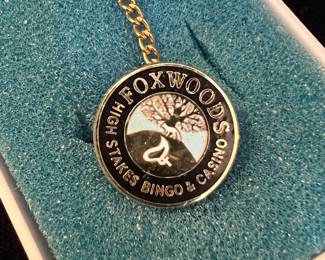 FOXWOODS
HIGH STAKES BINGO & CASINO